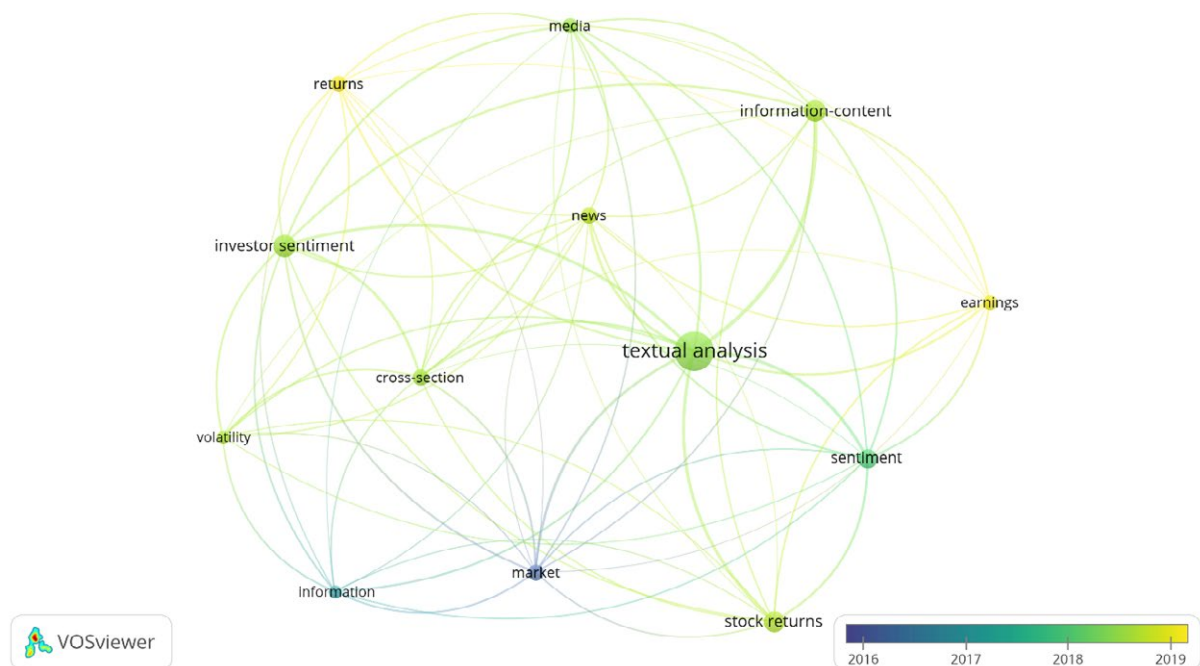 media
returns
information-content
news
investor sentiment
earnings
textual analysis
cross-section
volatility
sentiment
market
information
stock returns
VOSviewer
2016 2017 2018 2019